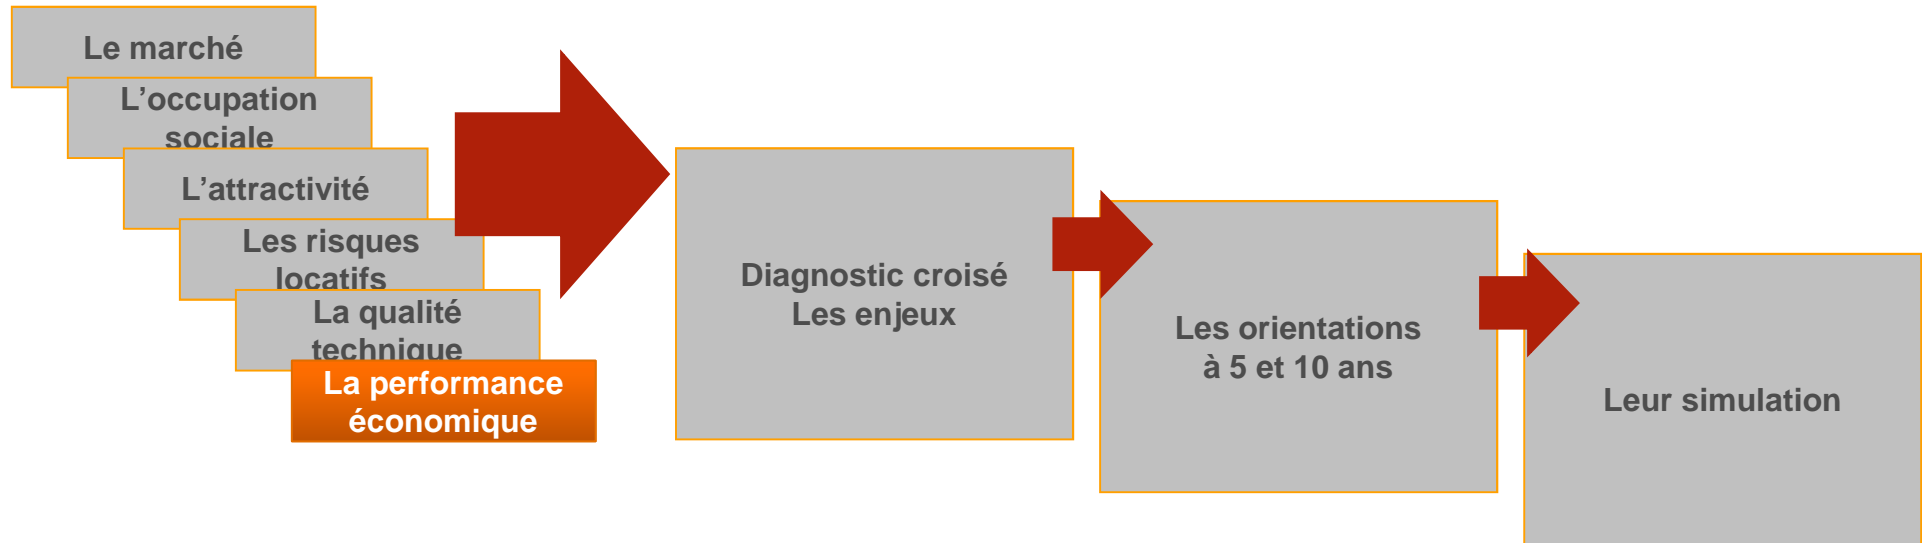 Le marché
L’occupation
sociale
L’attractivité
Les risques
locatifs
La qualité
technique
La performance
économique
Diagnostic croisé
Les enjeux
Les orientations
à 5 et 10 ans
Leur simulation